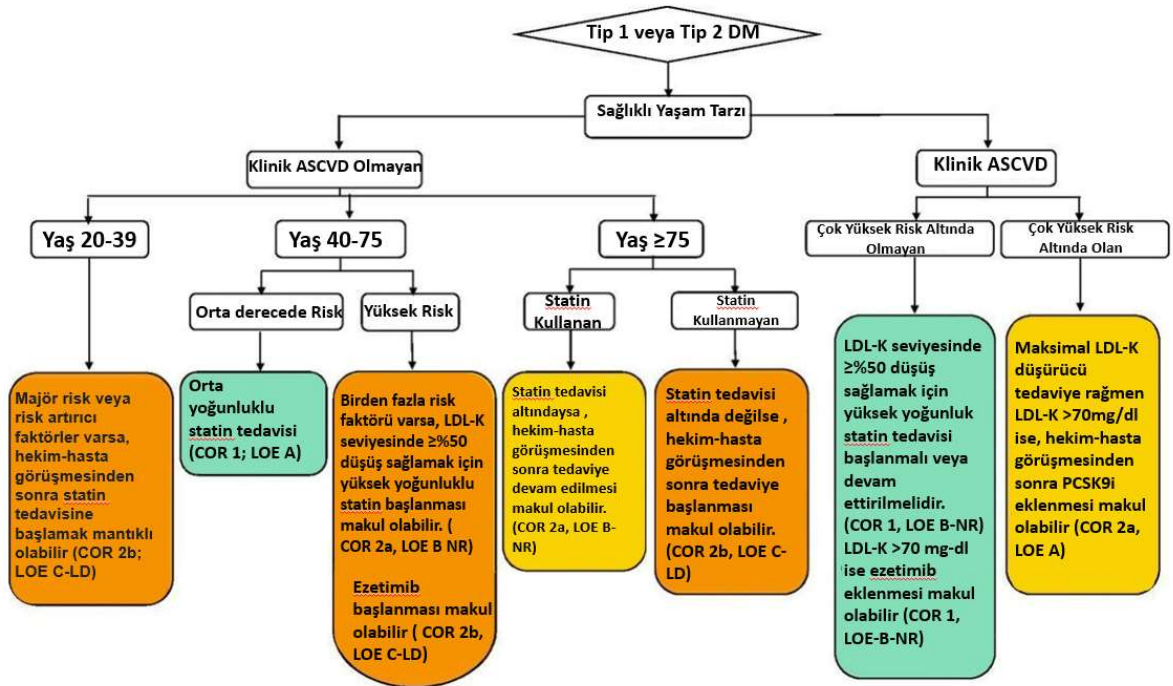 Tip 1 veya Tip 2 DM
Sağlıklı Yaşam Tarzı
Klinik ASCVD Olmayan
Klinik ASCVD
Yaş 20-39
Yaş 40-75
Yaş ≥75
Çok Yüksek Risk Altında
Olmayan
Çok Yüksek Risk
Altında Olan
Orta derecede Risk
Yüksek Risk
Statin
Kullanan
Statin
Kullanmayan
Majör risk veya
risk artırıcı
faktörler varsa,
hekim-hasta
görüşmesinden
sonra statin
tedavisine
başlamak mantıklı
olabilir (COR 2b;
LOE C-LD)
Orta
yoğunluklu
statin tedavisi
(COR 1; LOE A)
Birden fazla risk
faktörü varsa, LDL-K
seviyesinde ≥%50
düşüş sağlamak için
yüksek yoğunluklu
statin başlanması
makul olabilir. (
COR 2a, LOE B NR)
Ezetimib
başlanması makul
olabilir ( COR 2b,
LOE C-LD)
Statin tedavisi
altındaysa ,
hekim-hasta
görüşmesinden
sonra tedaviye
devam edilmesi
makul olabilir.
(COR 2a, LOE B-
NR)
Statin tedavisi
altında değilse ,
hekim-hasta
görüşmesinden
sonra tedaviye
başlanması
makul olabilir.
(COR 2b, LOE C-
LD)
LDL-K seviyesinde
≥%50 düşüş
sağlamak için
yüksek yoğunluk
statin tedavisi
başlanmalı veya
devam
ettirilmelidir.
(COR 1, LOE B-NR)
LDL-K >70 mg-dl
ise ezetimib
eklenmesi makul
olabilir (COR 1,
LOE-B-NR)
Maksimal LDL-K
düşürücü
tedaviye rağmen
LDL-K >70mg/dl
ise, hekim-hasta
görüşmesinden
sonra PCSK9i
eklenmesi makul
olabilir (COR 2a,
LOE A)